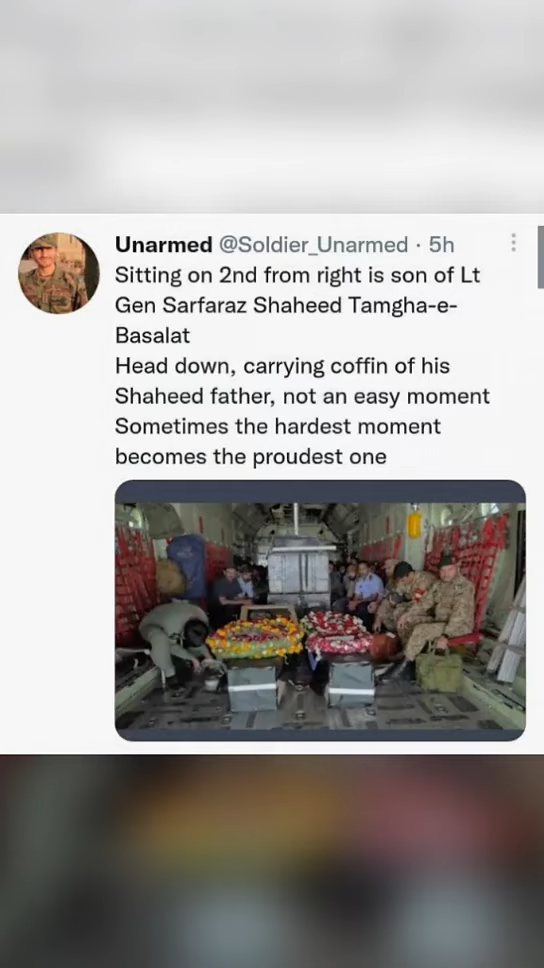 Unarmed @Soldier_Unarmed · 5h
Sitting on 2nd from right is son of Lt
Gen Sarfaraz Shaheed Tamgha-e-
Basalat
Head down, carrying coffin of his
Shaheed father, not an easy moment
Sometimes the hardest moment
becomes the proudest one